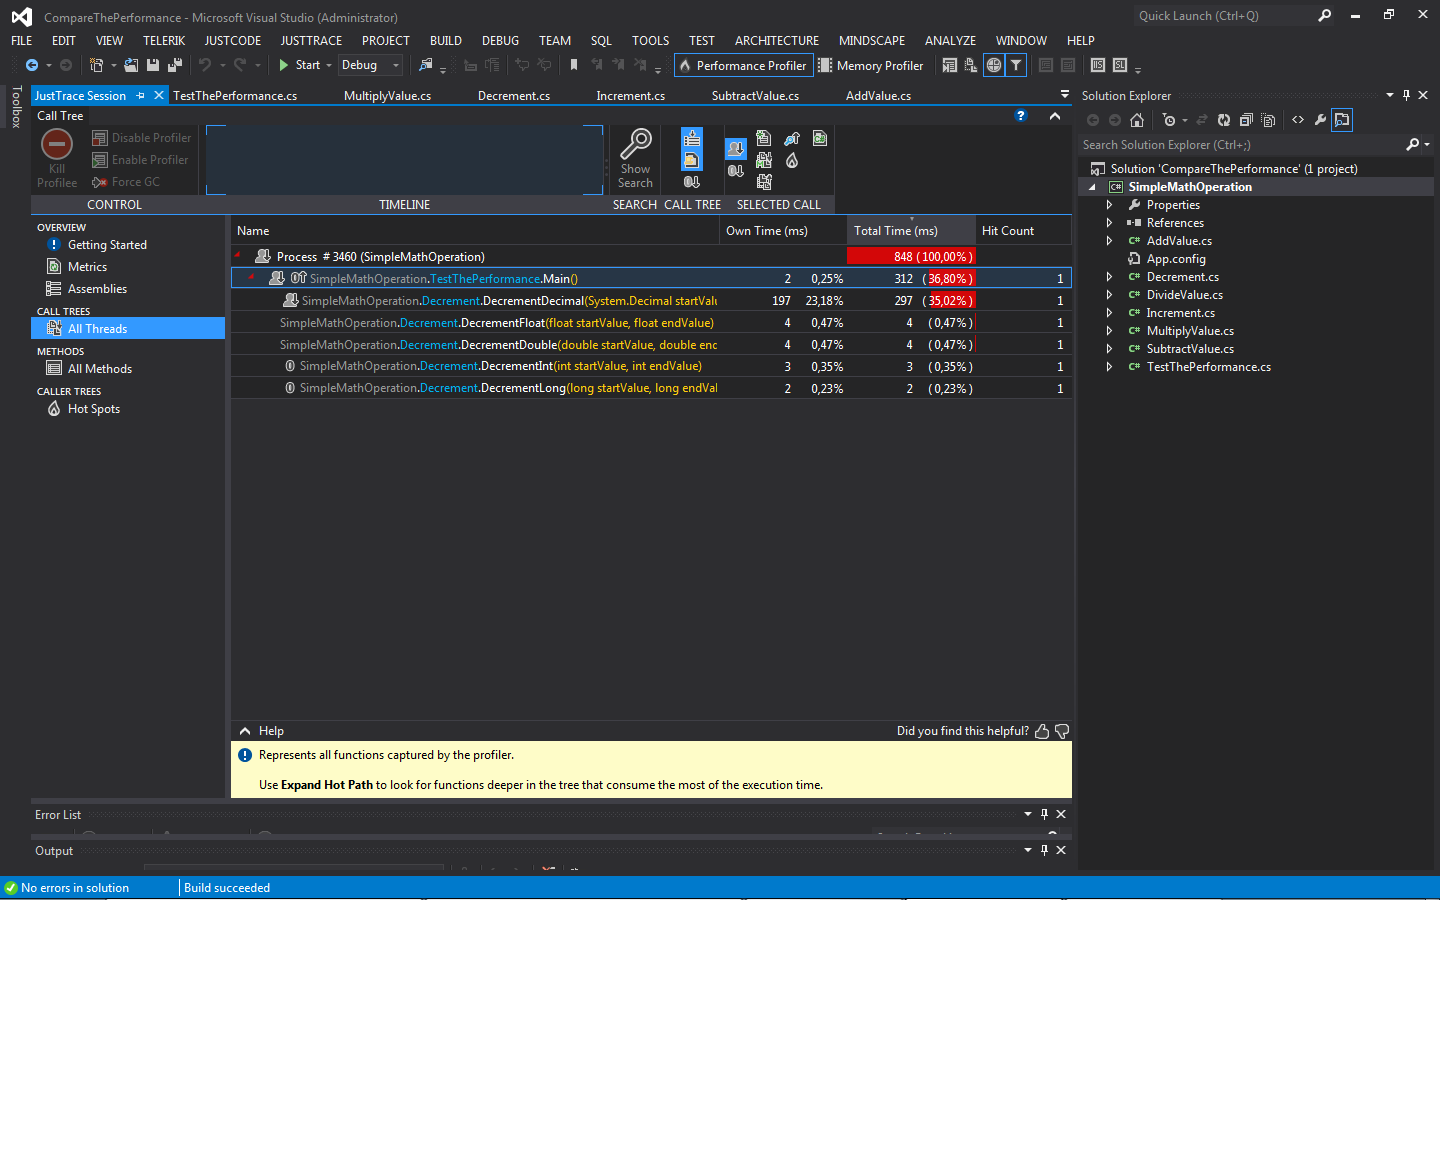 CompareThePerformance - Microsoft Visual Studio (Administrator)
Quick Launch (Ctrl+Q)
FILE EDIT VIEW TELERIK JUSTCODE JUSTTRACE PROJECT BUILD DEBUG TEAM SQL TOOLS TEST ARCHITECTURE MINDSCAPE ANALYZE WINDOW HELP
Start Debug Performance Profiler Memory Profiler
Toolbox
JustTrace Session TestThePerformance.cs MultiplyValue.cs Decrement.cs Increment.cs SubtractValue.cs AddValue.cs
Call Tree
Kill Profilee
Disable Profiler
Enable Profiler
Force GC
Show Search
CONTROL TIMELINE SEARCH CALL TREE SELECTED CALL
OVERVIEW
Getting Started
Metrics
Assemblies
CALL TREES
All Threads
METHODS
All Methods
CALLER TREES
Hot Spots
Name Own Time (ms) Total Time (ms) Hit Count
Process # 3460 (SimpleMathOperation) 848 (100,00%)
SimpleMathOperation.TestThePerformance.Main() 2 0,25% 312 (36,80%) 1
SimpleMathOperation.Decrement.DecrementDecimal(System.Decimal startValu 197 23,18% 297 (35,02%) 1
SimpleMathOperation.Decrement.DecrementFloat(float startValue, float endValue) 4 0,47% 4 (0,47%) 1
SimpleMathOperation.Decrement.DecrementDouble(double startValue, double enc 4 0,47% 4 (0,47%) 1
SimpleMathOperation.Decrement.DecrementInt(int startValue, int endValue) 3 0,35% 3 (0,35%) 1
SimpleMathOperation.Decrement.DecrementLong(long startValue, long endVal 2 0,23% 2 (0,23%) 1
Help Did you find this helpful?
Represents all functions captured by the profiler.
Use Expand Hot Path to look for functions deeper in the tree that consume the most of the execution time.
Error List
Output
No errors in solution Build succeeded
Solution Explorer
Search Solution Explorer (Ctrl+;)
Solution 'CompareThePerformance' (1 project)
SimpleMathOperation
Properties
References
AddValue.cs
App.config
Decrement.cs
DivideValue.cs
Increment.cs
MultiplyValue.cs
SubtractValue.cs
TestThePerformance.cs